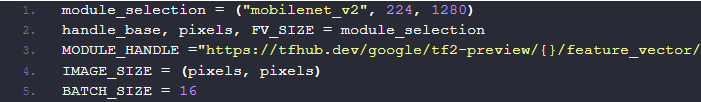 1. module_selection = ("mobilenet_v2", 224, 1280)
2. handle_base, pixels, FV_SIZE = module_selection
3. MODULE_HANDLE ="https://tfhub.dev/google/tf2-preview/{}/feature_vector/
4. IMAGE_SIZE = (pixels, pixels)
5. BATCH_SIZE = 16